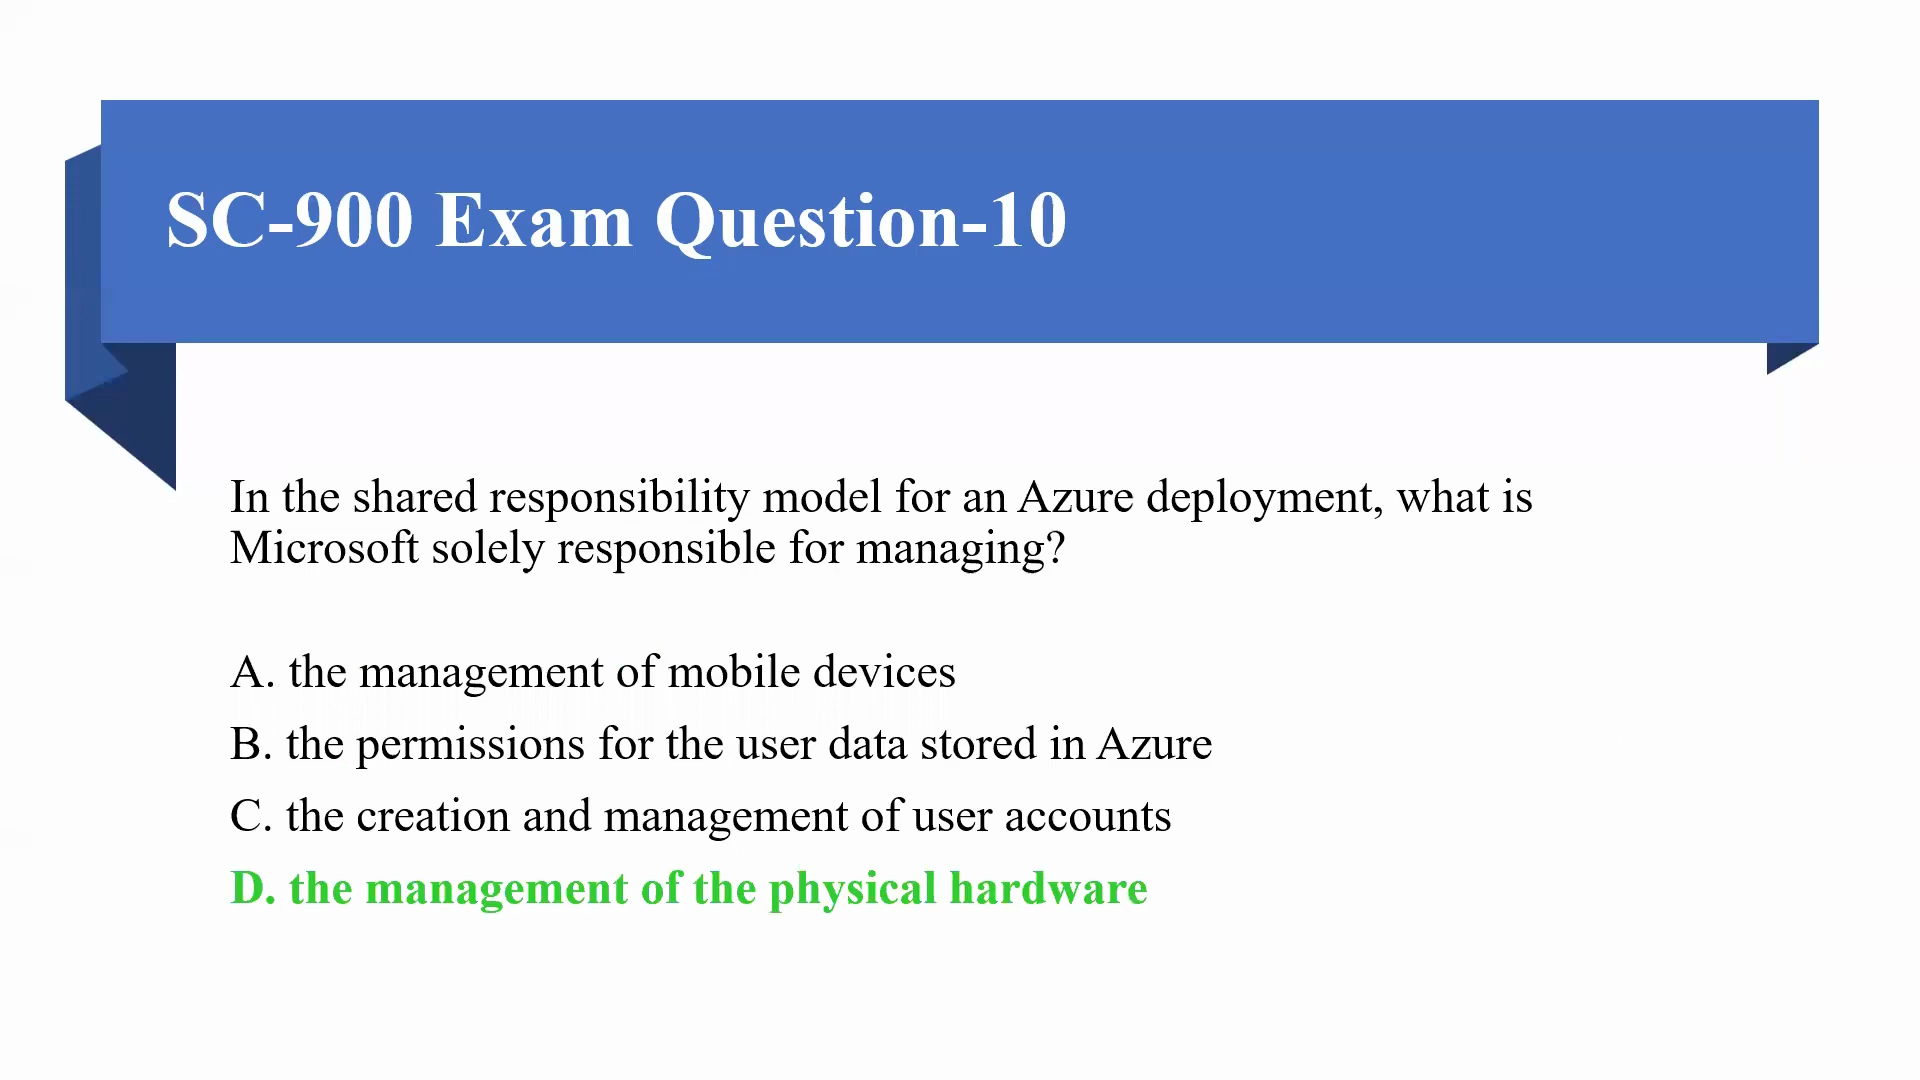 SC-900 Exam Question-10
In the shared responsibility model for an Azure deployment, what is
Microsoft solely responsible for managing?
A. the management of mobile devices
B. the permissions for the user data stored in Azure
C. the creation and management of user accounts
D. the management of the physical hardware